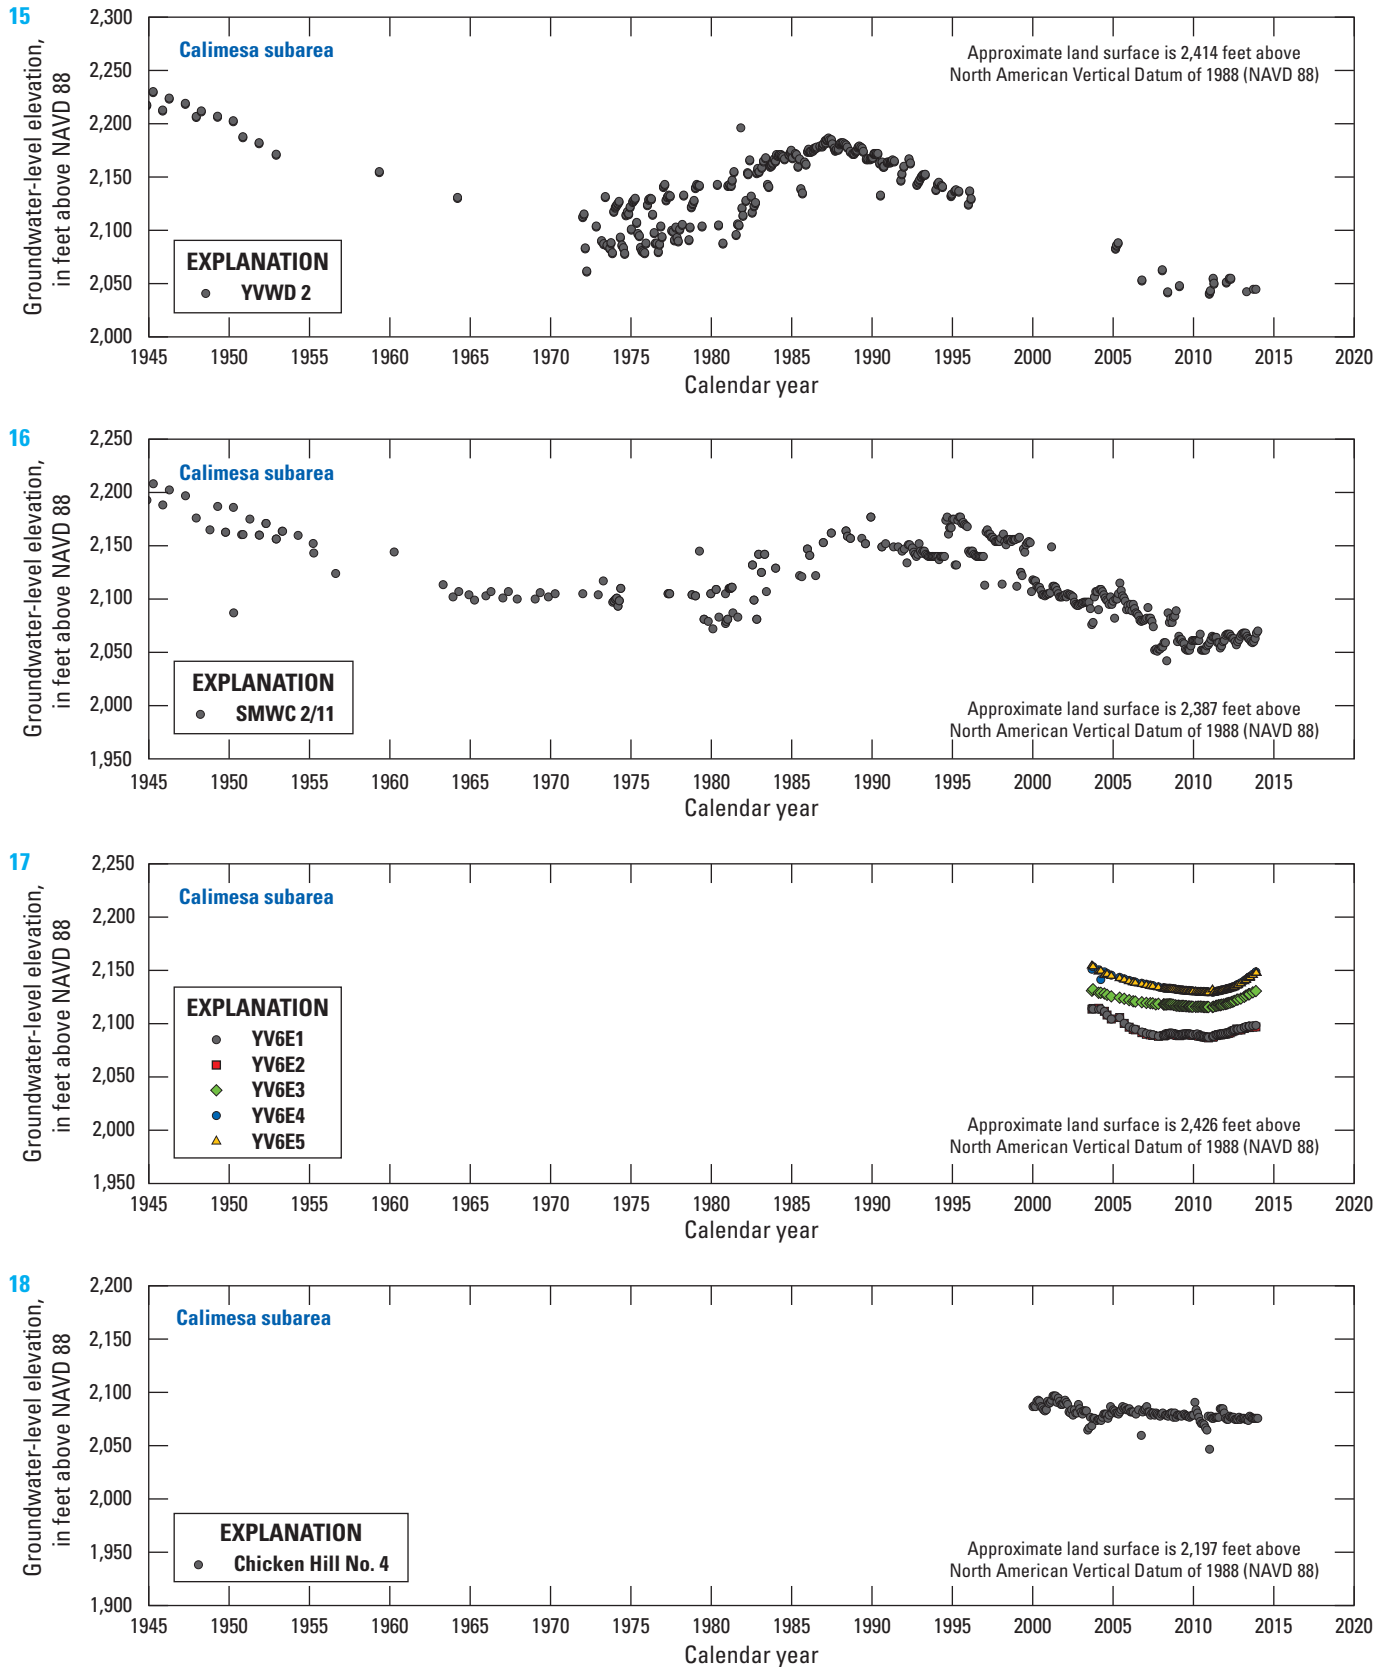 15
Groundwater-level elevation,
in feet above NAVD 88
2,300
2,250
2,200
2,150
2,100
2,050
2,000
Calimesa subarea
Approximate land surface is 2,414 feet above
North American Vertical Datum of 1988 (NAVD 88)
EXPLANATION
YVWD 2
1945 1950 1955 1960 1965 1970 1975 1980 1985 1990 1995 2000 2005 2010 2015 2020
Calendar year
16
Groundwater-level elevation,
in feet above NAVD 88
2,250
2,200
2,150
2,100
2,050
2,000
1,950
Calimesa subarea
EXPLANATION
SMWC 2/11
Approximate land surface is 2,387 feet above
North American Vertical Datum of 1988 (NAVD 88)
1945 1950 1955 1960 1965 1970 1975 1980 1985 1990 1995 2000 2005 2010 2015 2020
Calendar year
17
Groundwater-level elevation,
in feet above NAVD 88
2,250
2,200
2,150
2,100
2,050
2,000
1,950
Calimesa subarea
EXPLANATION
YV6E1
YV6E2
YV6E3
YV6E4
YV6E5
Approximate land surface is 2,426 feet above
North American Vertical Datum of 1988 (NAVD 88)
1945 1950 1955 1960 1965 1970 1975 1980 1985 1990 1995 2000 2005 2010 2015 2020
Calendar year
18
Groundwater-level elevation,
in feet above NAVD 88
2,200
2,150
2,100
2,050
2,000
1,950
1,900
Calimesa subarea
EXPLANATION
Chicken Hill No. 4
Approximate land surface is 2,197 feet above
North American Vertical Datum of 1988 (NAVD 88)
1945 1950 1955 1960 1965 1970 1975 1980 1985 1990 1995 2000 2005 2010 2015 2020
Calendar year